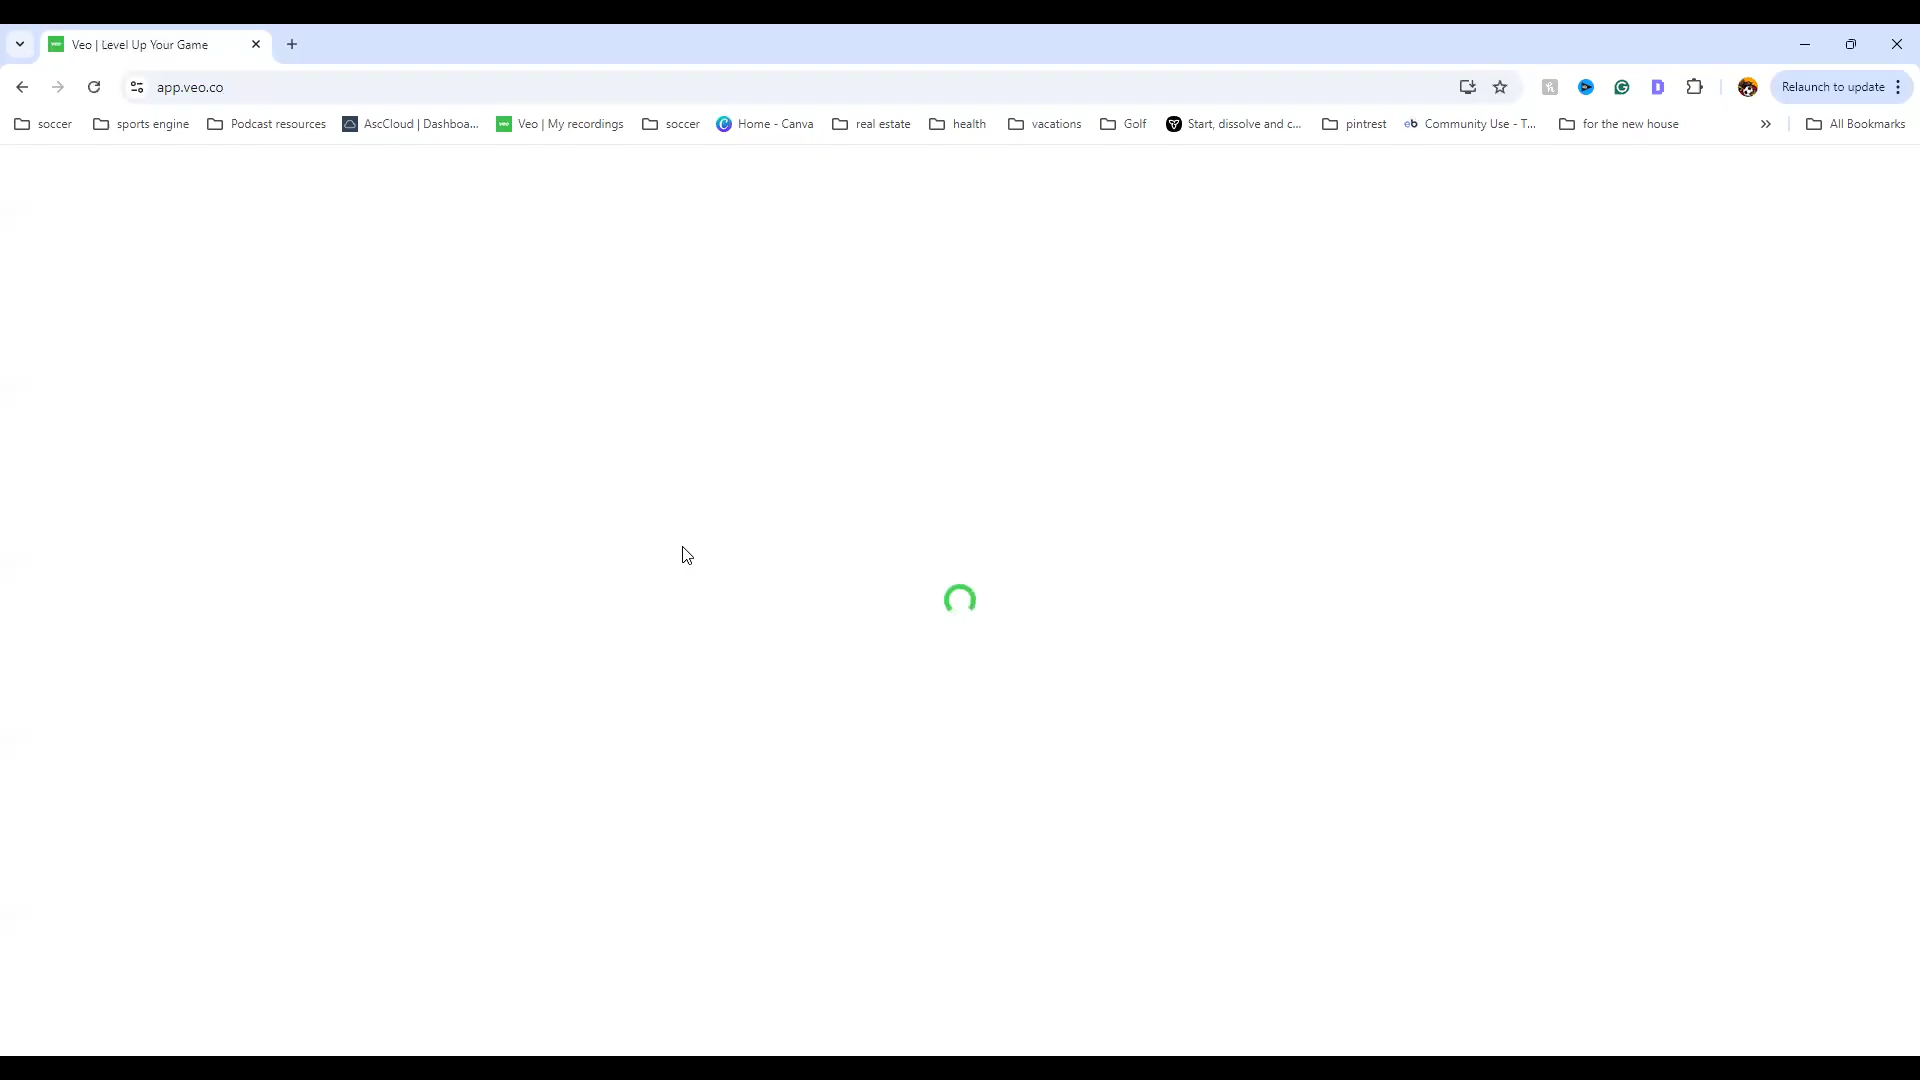 Veo | Level Up Your Game
app.veo.co
Relaunch to update
soccer
sports engine
Podcast resources
AscCloud | Dashboa...
Veo | My recordings
soccer
Home - Canva
real estate
health
vacations
Golf
Start, dissolve and c...
pintrest
Community Use - T...
for the new house
All Bookmarks